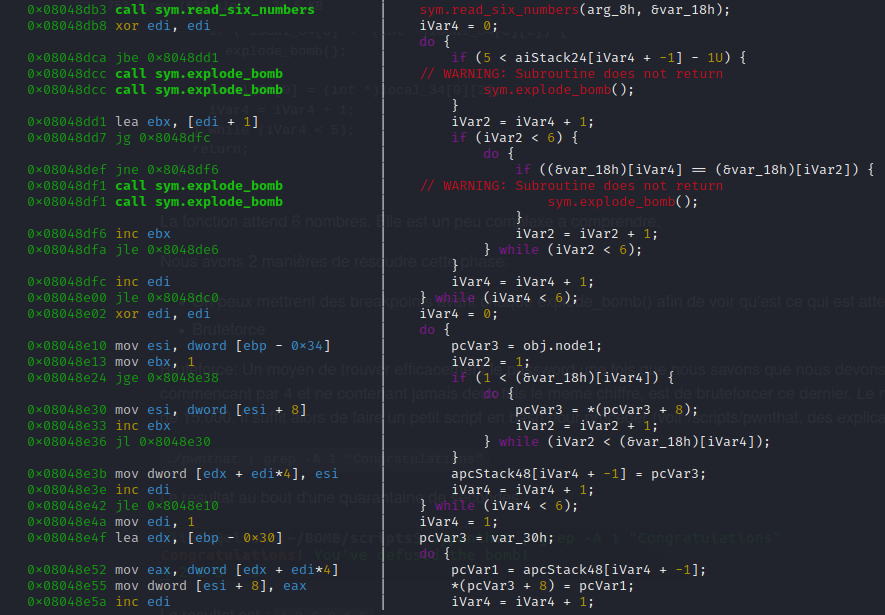 0×08048db3 call sym.read_six_numbers sym.read_six_numbers(arg_8h, &var_18h);
0×08048db8 xor edi, edi iVar4 = 0;
do {
0×08048dca jbe 0×8048dd1 if (5 < aiStack24[iVar4 + -1] - 1U) {
0×08048dcc call sym.explode_bomb // WARNING: Subroutine does not return
0×08048dcc call sym.explode_bomb sym.explode_bomb();
}
0×08048dd1 lea ebx, [edi + 1] iVar2 = iVar4 + 1;
0×08048dd7 jg 0×8048dfc if (iVar2 < 6) {
do {
0×08048def jne 0×8048df6 if ((&var_18h)[iVar4] == (&var_18h)[iVar2]) {
0×08048df1 call sym.explode_bomb // WARNING: Subroutine does not return
0×08048df1 call sym.explode_bomb sym.explode_bomb();
}
0×08048df6 inc ebx iVar2 = iVar2 + 1;
0×08048dfa jle 0×8048de6 } while (iVar2 < 6);
}
0×08048dfc inc edi iVar4 = iVar4 + 1;
0×08048e00 jle 0×8048dc0 } while (iVar4 < 6);
0×08048e02 xor edi, edi iVar4 = 0;
do {
0×08048e10 mov esi, dword [ebp - 0×34] pcVar3 = obj.node1;
0×08048e13 mov ebx, 1 iVar2 = 1;
0×08048e24 jge 0×8048e38 if (1 < (&var_18h)[iVar4]) {
do {
0×08048e30 mov esi, dword [esi + 8] pcVar3 = *(pcVar3 + 8);
0×08048e33 inc ebx iVar2 = iVar2 + 1;
0×08048e36 jl 0×8048e30 } while (iVar2 < (&var_18h)[iVar4]);
}
0×08048e3b mov dword [edx + edi*4], esi apcStack48[iVar4 + -1] = pcVar3;
0×08048e3e inc edi iVar4 = iVar4 + 1;
0×08048e42 jle 0×8048e10 } while (iVar4 < 6);
0×08048e4a mov edi, 1 iVar4 = 1;
0×08048e4f lea edx, [ebp - 0×30] pcVar3 = var_30h;
do {
0×08048e52 mov eax, dword [edx + edi*4] pcVar1 = apcStack48[iVar4 + -1];
0×08048e55 mov dword [esi + 8], eax *(pcVar3 + 8) = pcVar1;
0×08048e5a inc edi iVar4 = iVar4 + 1;